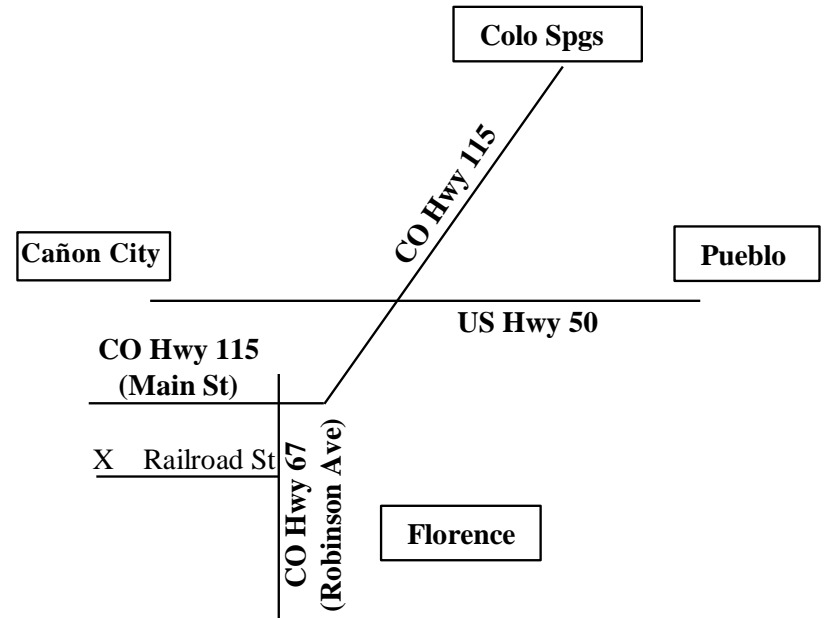 Colo Spgs
CO Hwy 115
Cañon City
Pueblo
US Hwy 50
CO Hwy 115
(Main St)
X Railroad St
CO Hwy 67
(Robinson Ave)
Florence